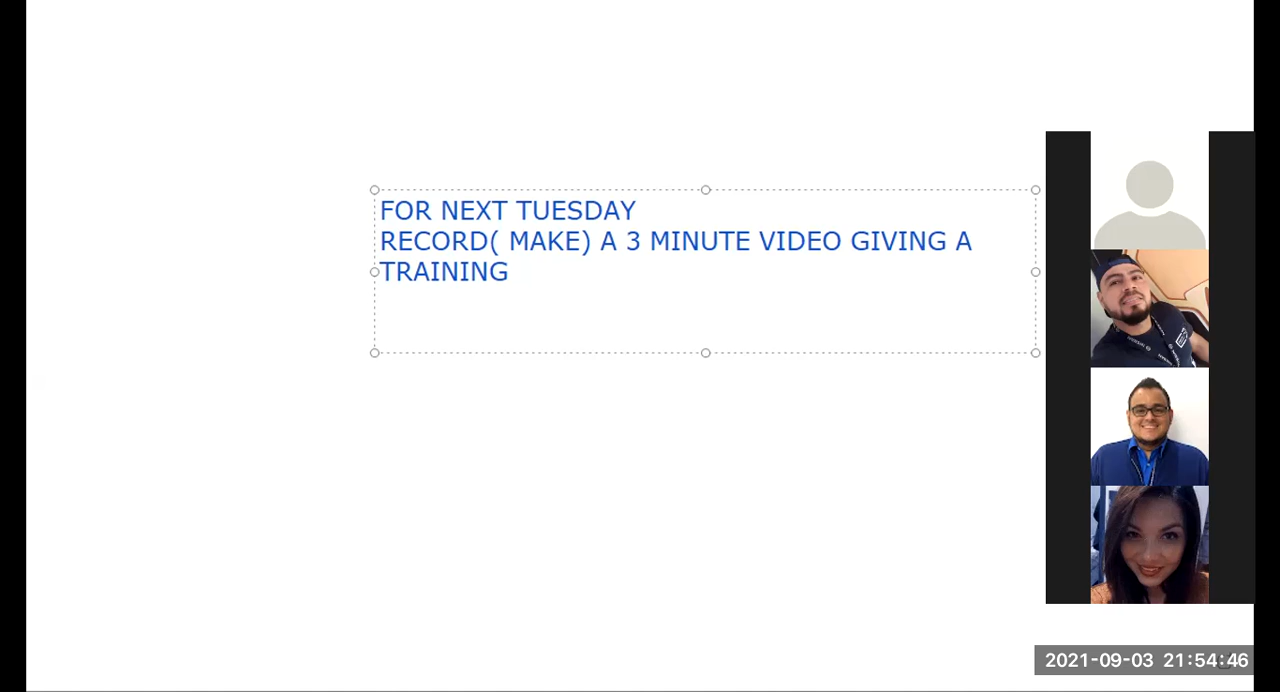 FOR NEXT TUESDAY
RECORD( MAKE) A 3 MINUTE VIDEO GIVING A
TRAINING
2021-09-03 21:54:46